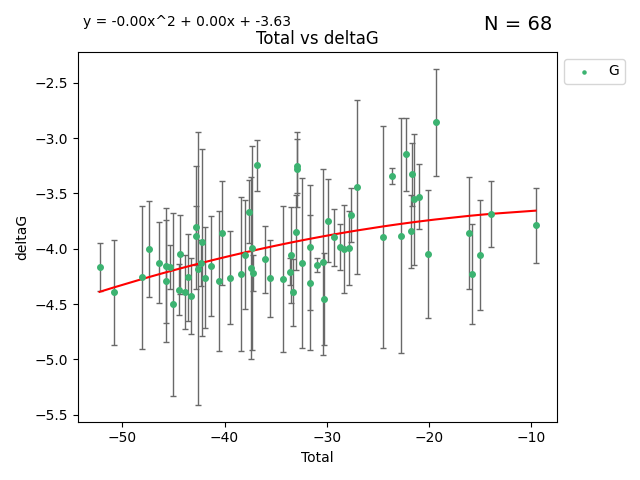 y = -0.00x^2 + 0.00x + -3.63
N = 68
Total vs deltaG
G
−2.5
−3.0
−3.5
−4.0
−4.5
−5.0
−5.5
deltaG
−50
−40
−30
−20
−10
Total